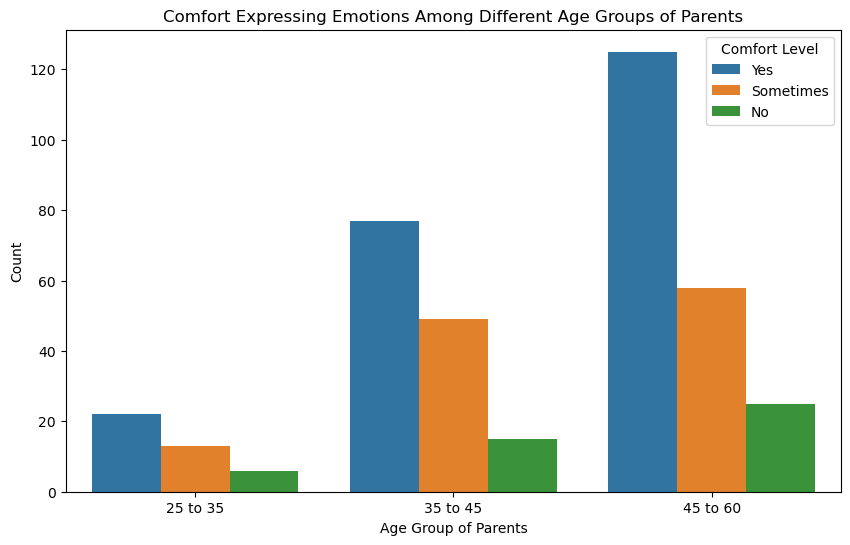 Comfort Expressing Emotions Among Different Age Groups of Parents
Comfort Level
Yes
Sometimes
No
120
100
80
60
40
20
0
Count
25 to 35
35 to 45
45 to 60
Age Group of Parents